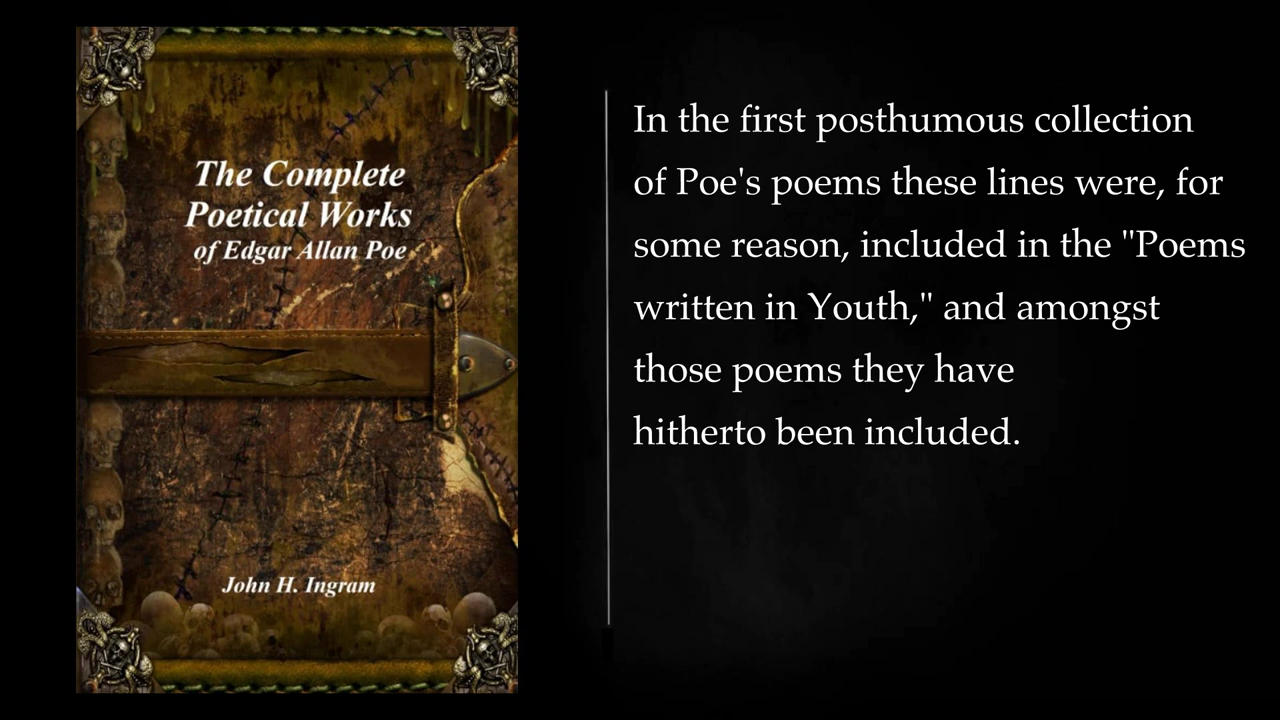 The Complete
Poetical Works
of Edgar Allan Poe
John H. Ingram
In the first posthumous collection
of Poe's poems these lines were, for
some reason, included in the "Poems
written in Youth," and amongst
those poems they have
hitherto been included.